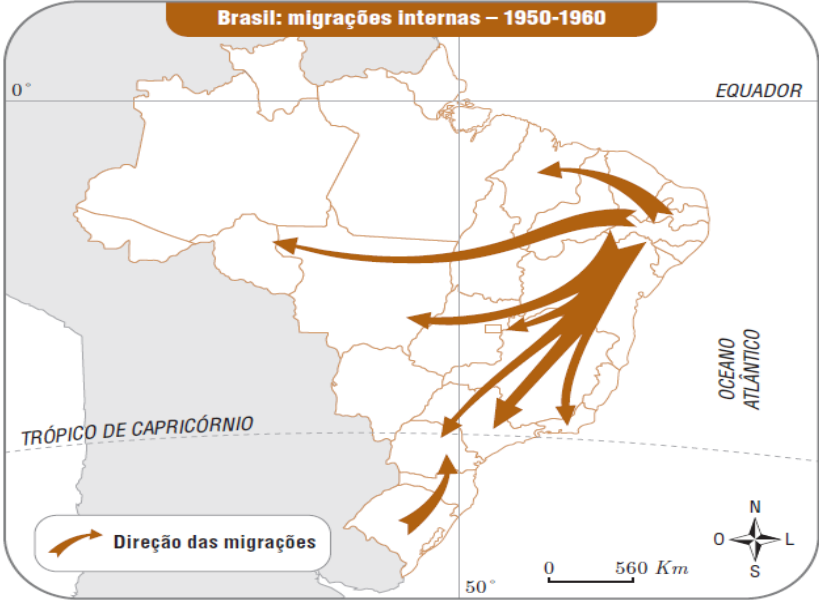 Brasil: migrações internas – 1950-1960
0°
EQUADOR
OCEANO
ATLÂNTICO
TRÓPICO DE CAPRICÓRNIO
Direção das migrações
N
O
L
S
0
560 Km
50°